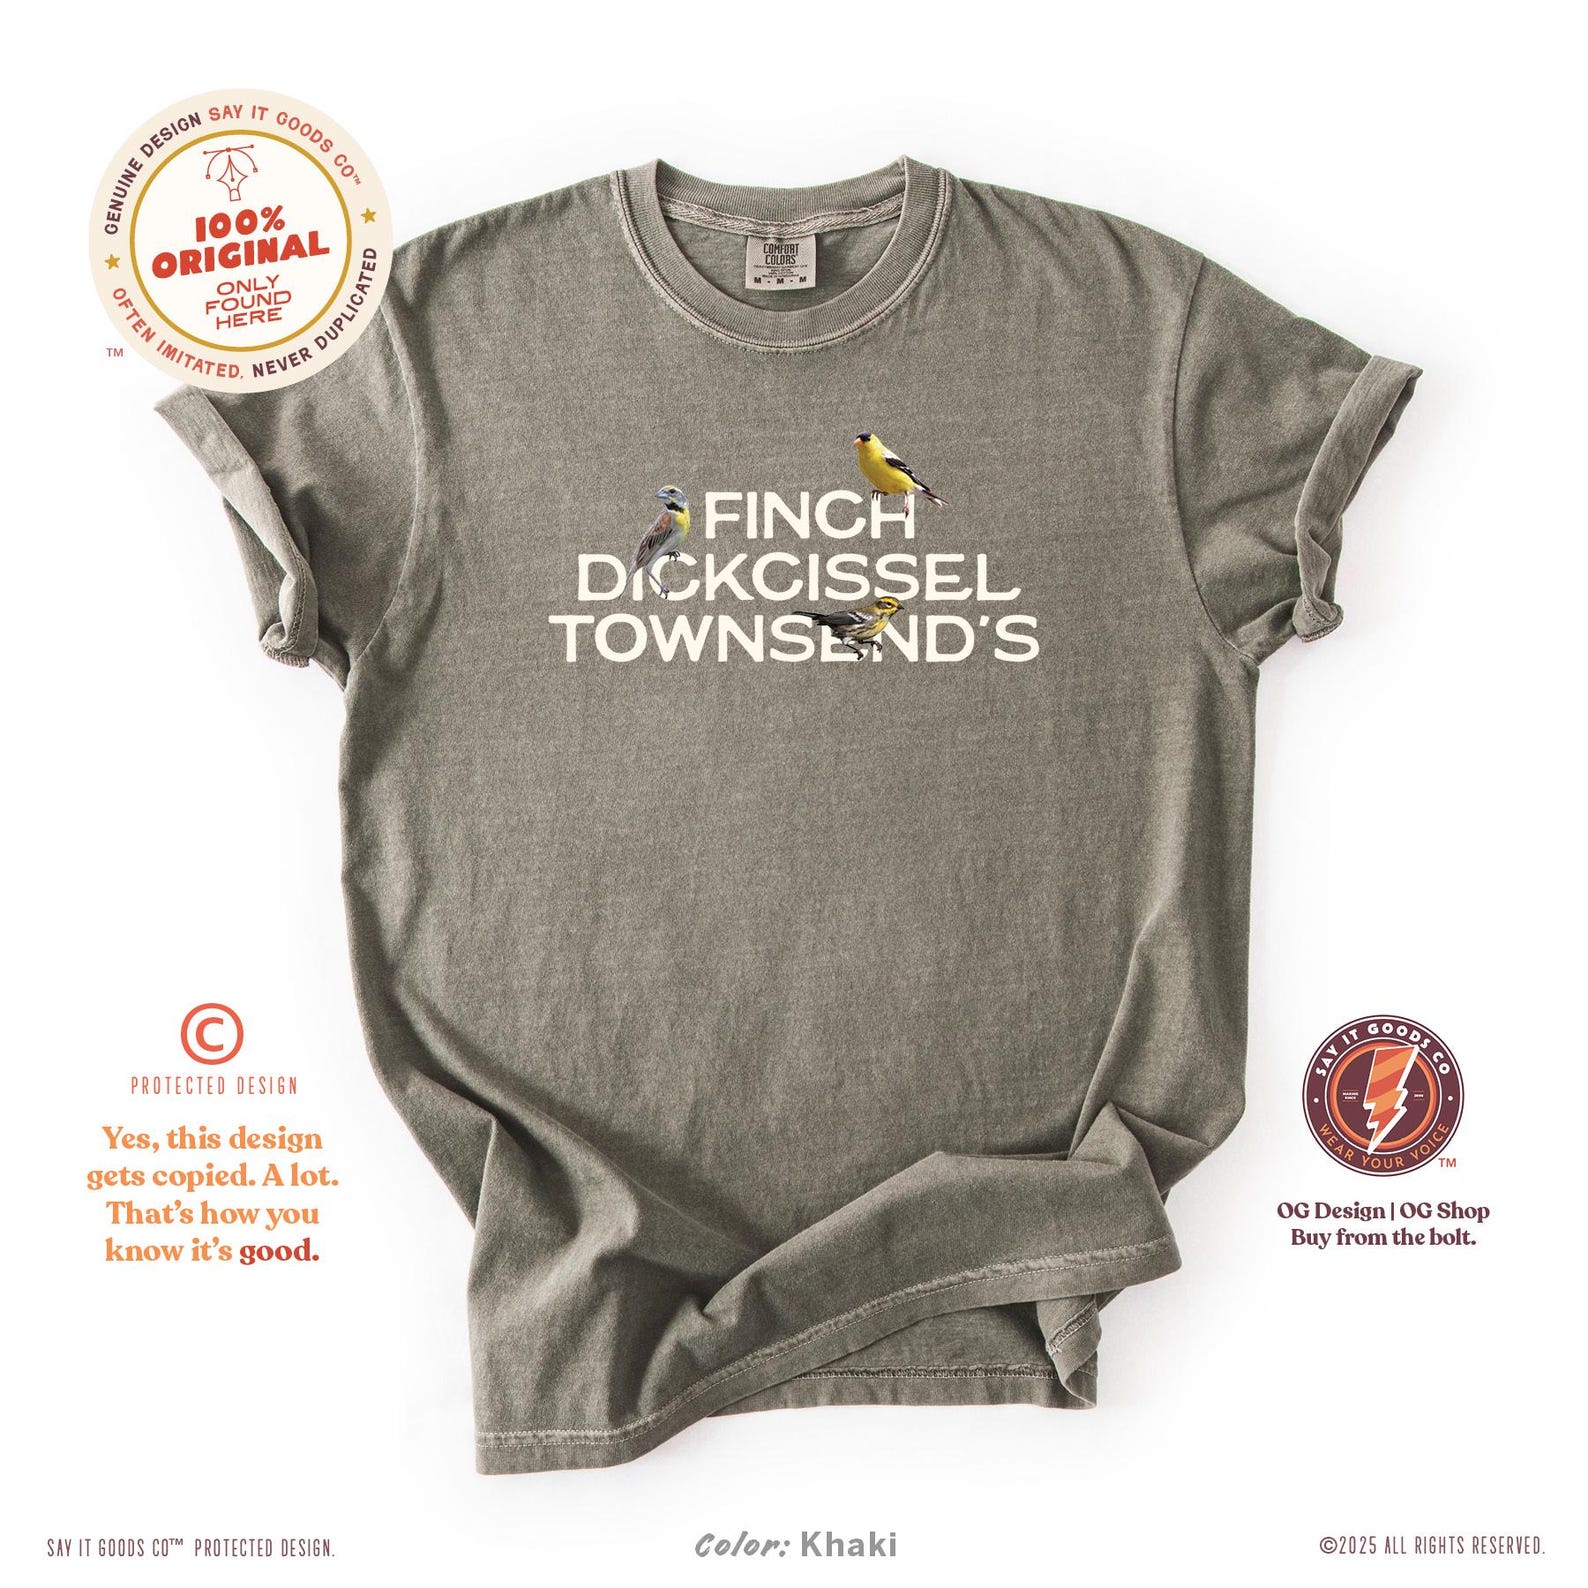 GENUINE DESIGN SAY IT GOODS CO™
100%
ORIGINAL
ONLY
FOUND
HERE
OFTEN IMITATED, NEVER DUPLICATED
TM
COMFORT
COLORS
M - M - M
FINCH
DICKCISSEL
TOWNSEND'S
©
PROTECTED DESIGN
Yes, this design
gets copied. A lot.
That's how you
know it's good.
SAY IT GOODS CO
WEAR YOUR VOICE
TM
OG Design | OG Shop
Buy from the bolt.
SAY IT GOODS CO™ PROTECTED DESIGN.
Color: Khaki
©2025 ALL RIGHTS RESERVED.